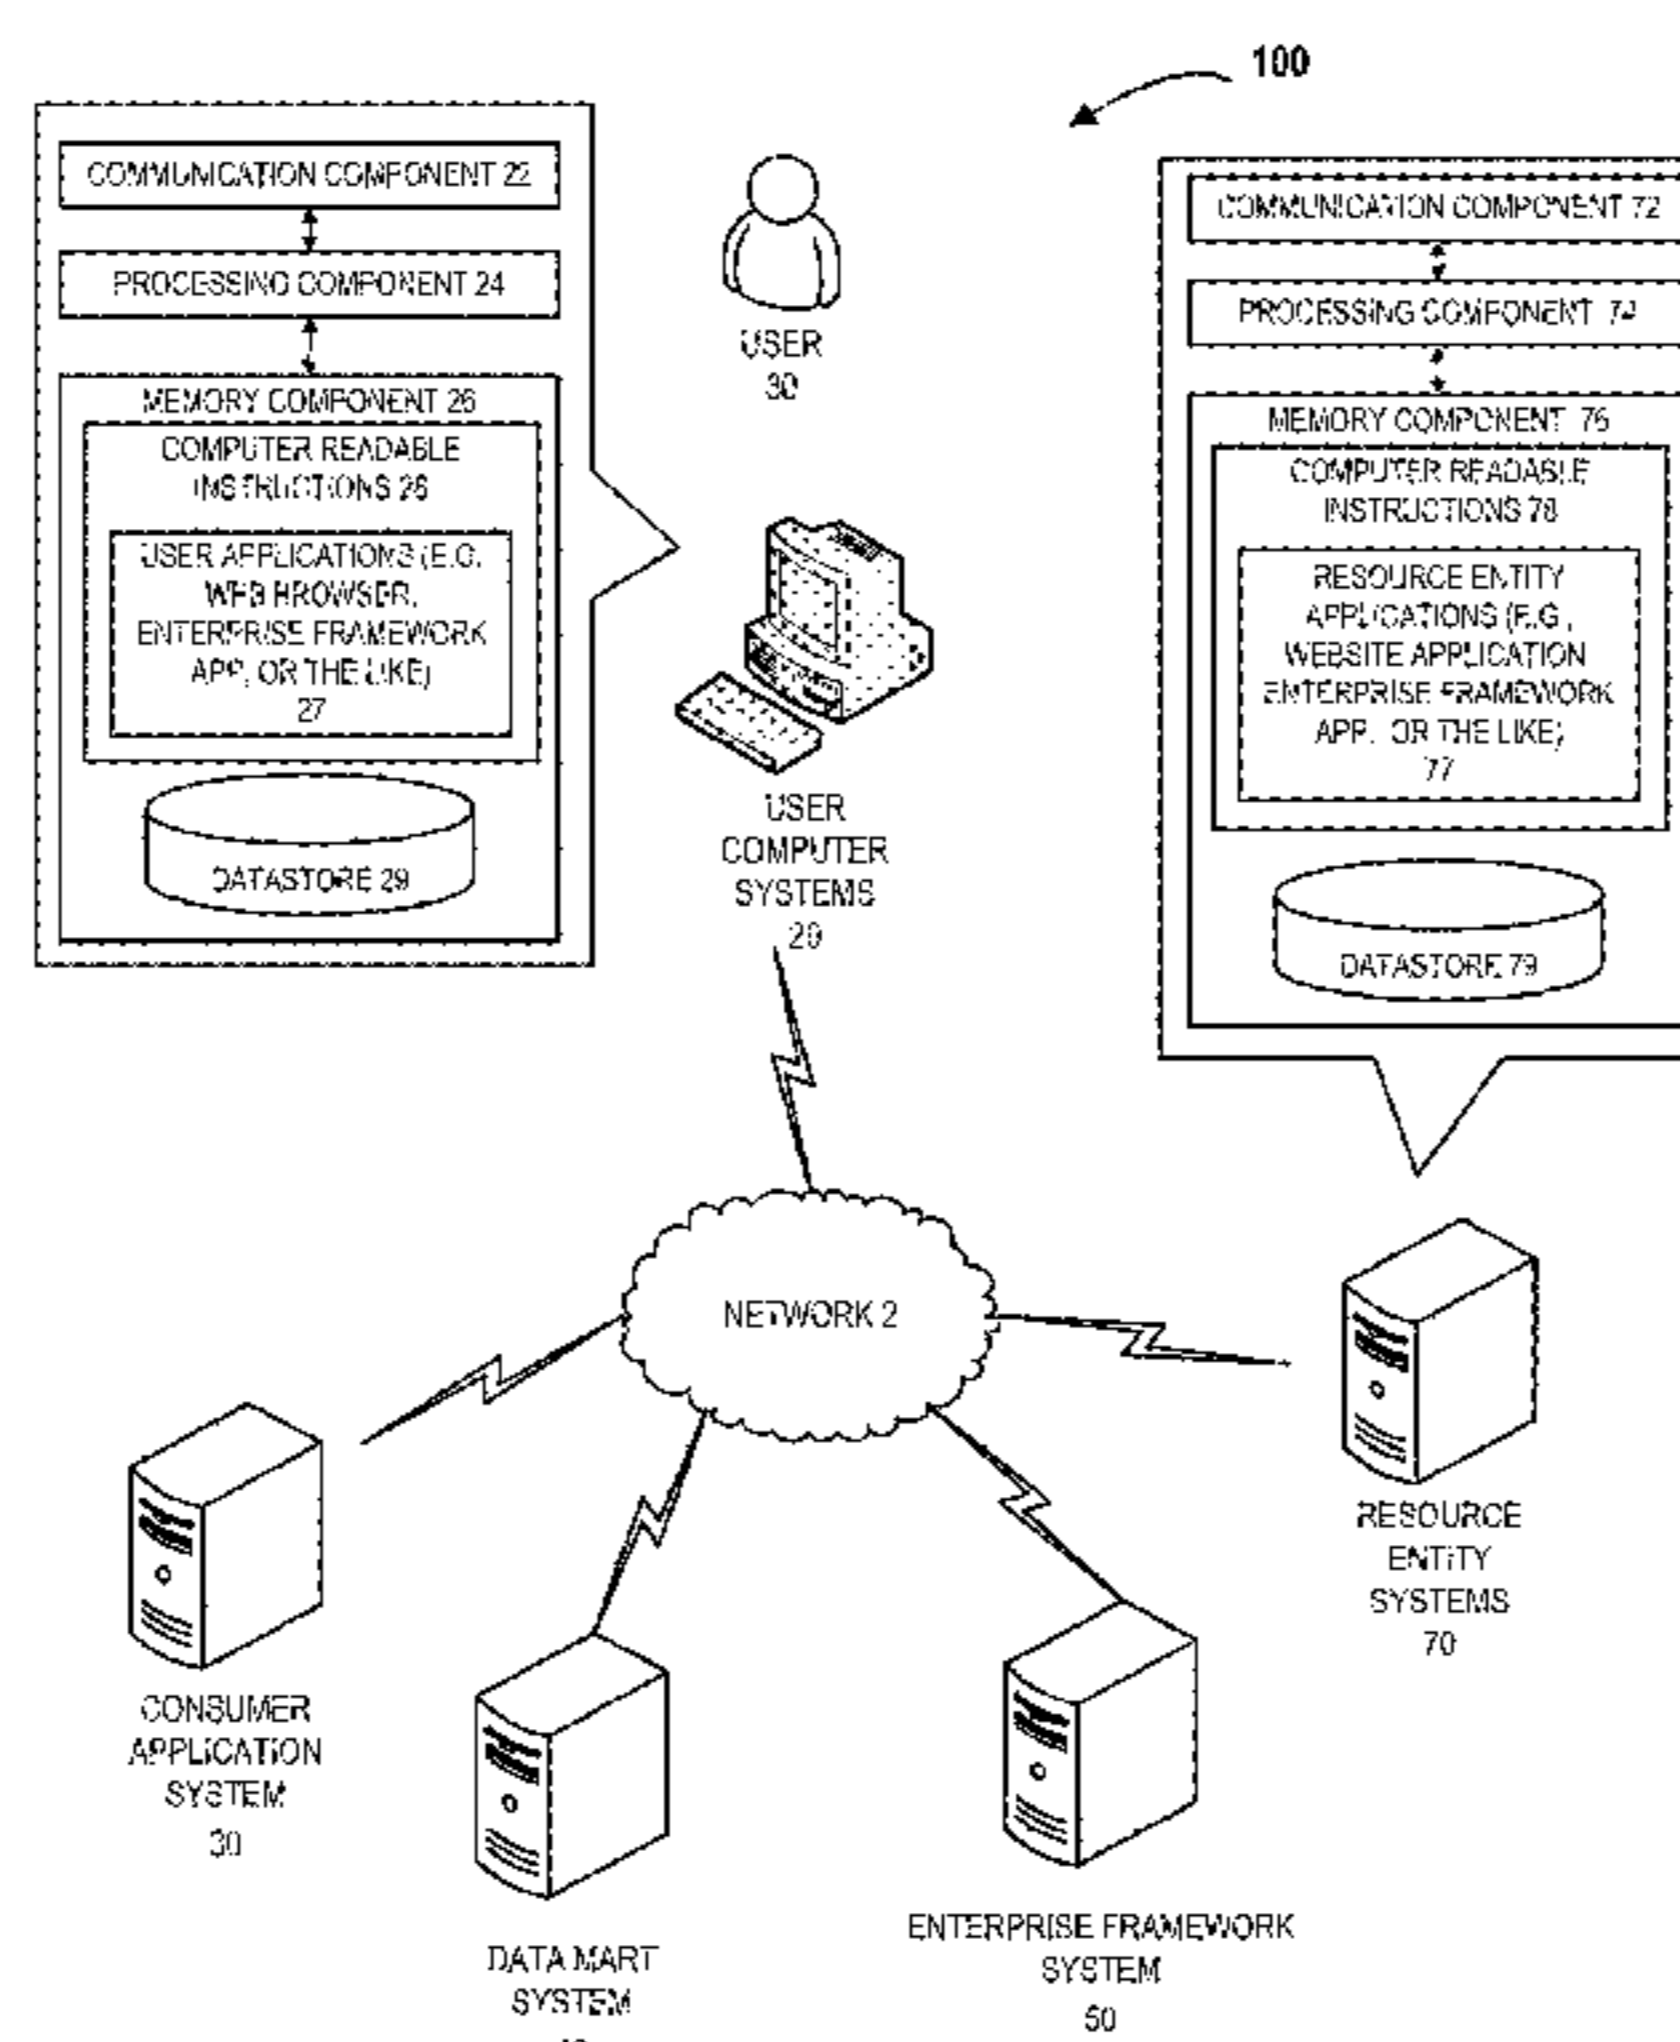 100
COMMUNICATION COMPONENT 22
PROCESSING COMPONENT 24
MEMORY COMPONENT 26
COMPUTER READABLE
INSTRUCTIONS 28
USER APPLICATIONS (E.G.
WEB BROWSER,
ENTERPRISE FRAMEWORK
APP, OR THE LIKE)
27
DATASTORE 29
USER
30
USER
COMPUTER
SYSTEMS
20
COMMUNICATION COMPONENT 72
PROCESSING COMPONENT 74
MEMORY COMPONENT 76
COMPUTER READABLE
INSTRUCTIONS 78
RESOURCE ENTITY
APPLICATIONS (E.G.,
WEBSITE APPLICATION
ENTERPRISE FRAMEWORK
APP, OR THE LIKE)
77
DATASTORE 79
NETWORK 2
RESOURCE
ENTITY
SYSTEMS
70
CONSUMER
APPLICATION
SYSTEM
30
DATA MART
SYSTEM
ENTERPRISE FRAMEWORK
SYSTEM
50